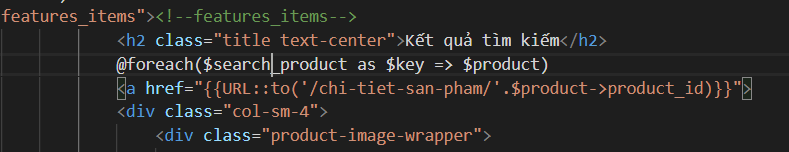 features_items"><!--features_items-->
<h2 class="title text-center">Kết quả tìm kiếm</h2>
@foreach($search_product as $key => $product)
<a href="{{URL::to('/chi-tiet-san-pham/'.$product->product_id)}}">
<div class="col-sm-4">
<div class="product-image-wrapper">